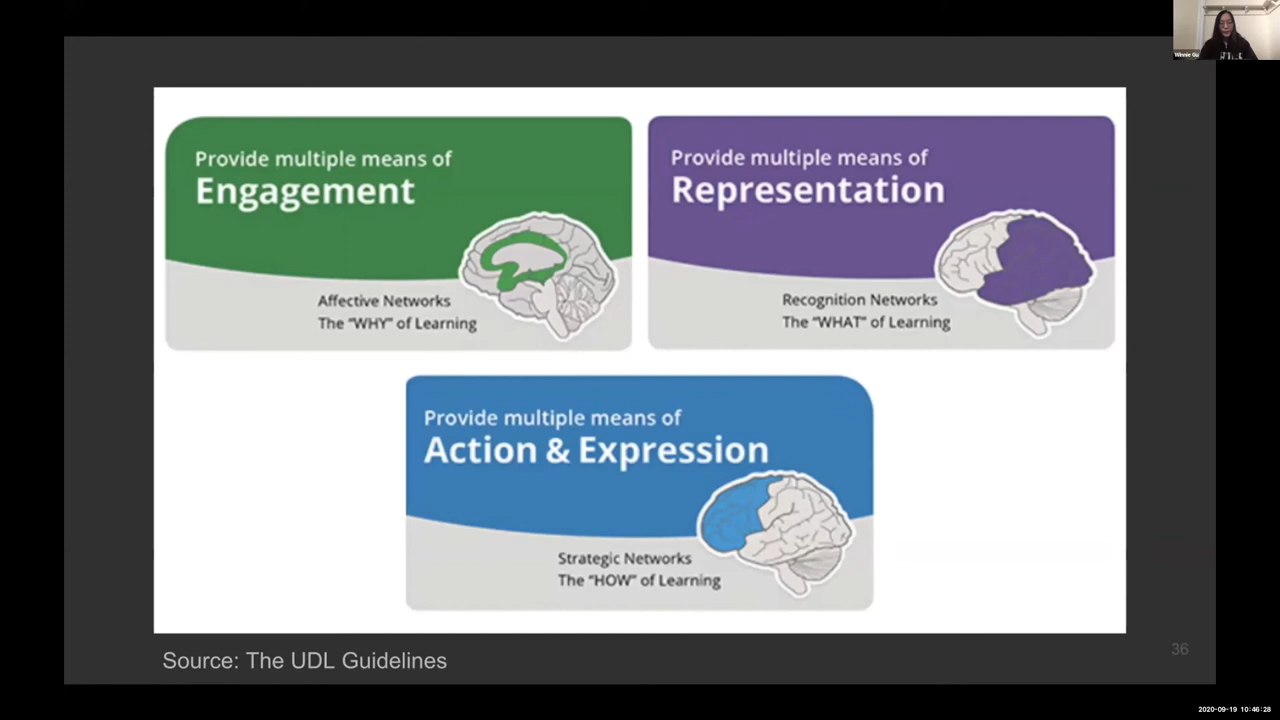 Winnie Gu
Provide multiple means of
Engagement
Affective Networks
The “WHY” of Learning
Provide multiple means of
Representation
Recognition Networks
The “WHAT” of Learning
Provide multiple means of
Action & Expression
Strategic Networks
The “HOW” of Learning
Source: The UDL Guidelines
36
2020-09-19 10:46:28